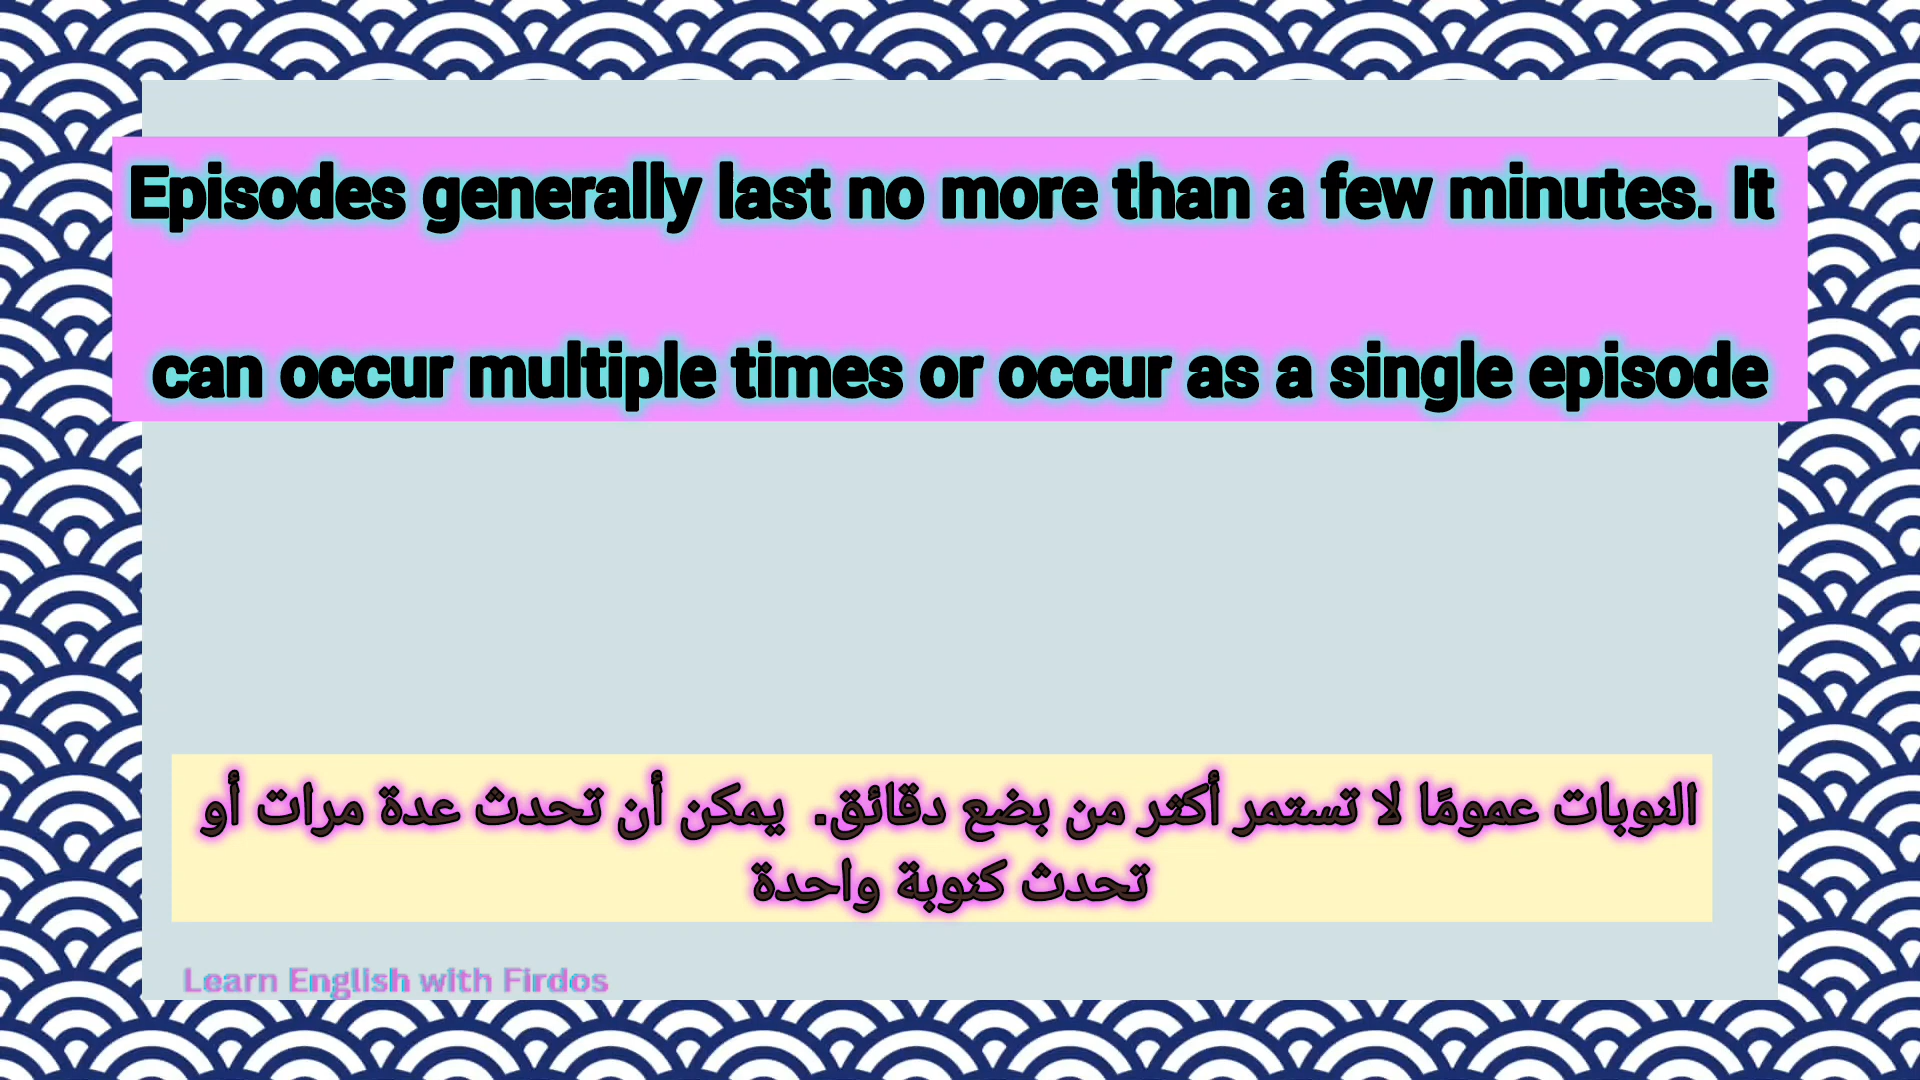 Episodes generally last no more than a few minutes. It
can occur multiple times or occur as a single episode
النوبات عمومًا لا تستمر أكثر من بضع دقائق. يمكن أن تحدث عدة مرات أو
تحدث كنوبة واحدة
Learn English with Firdos